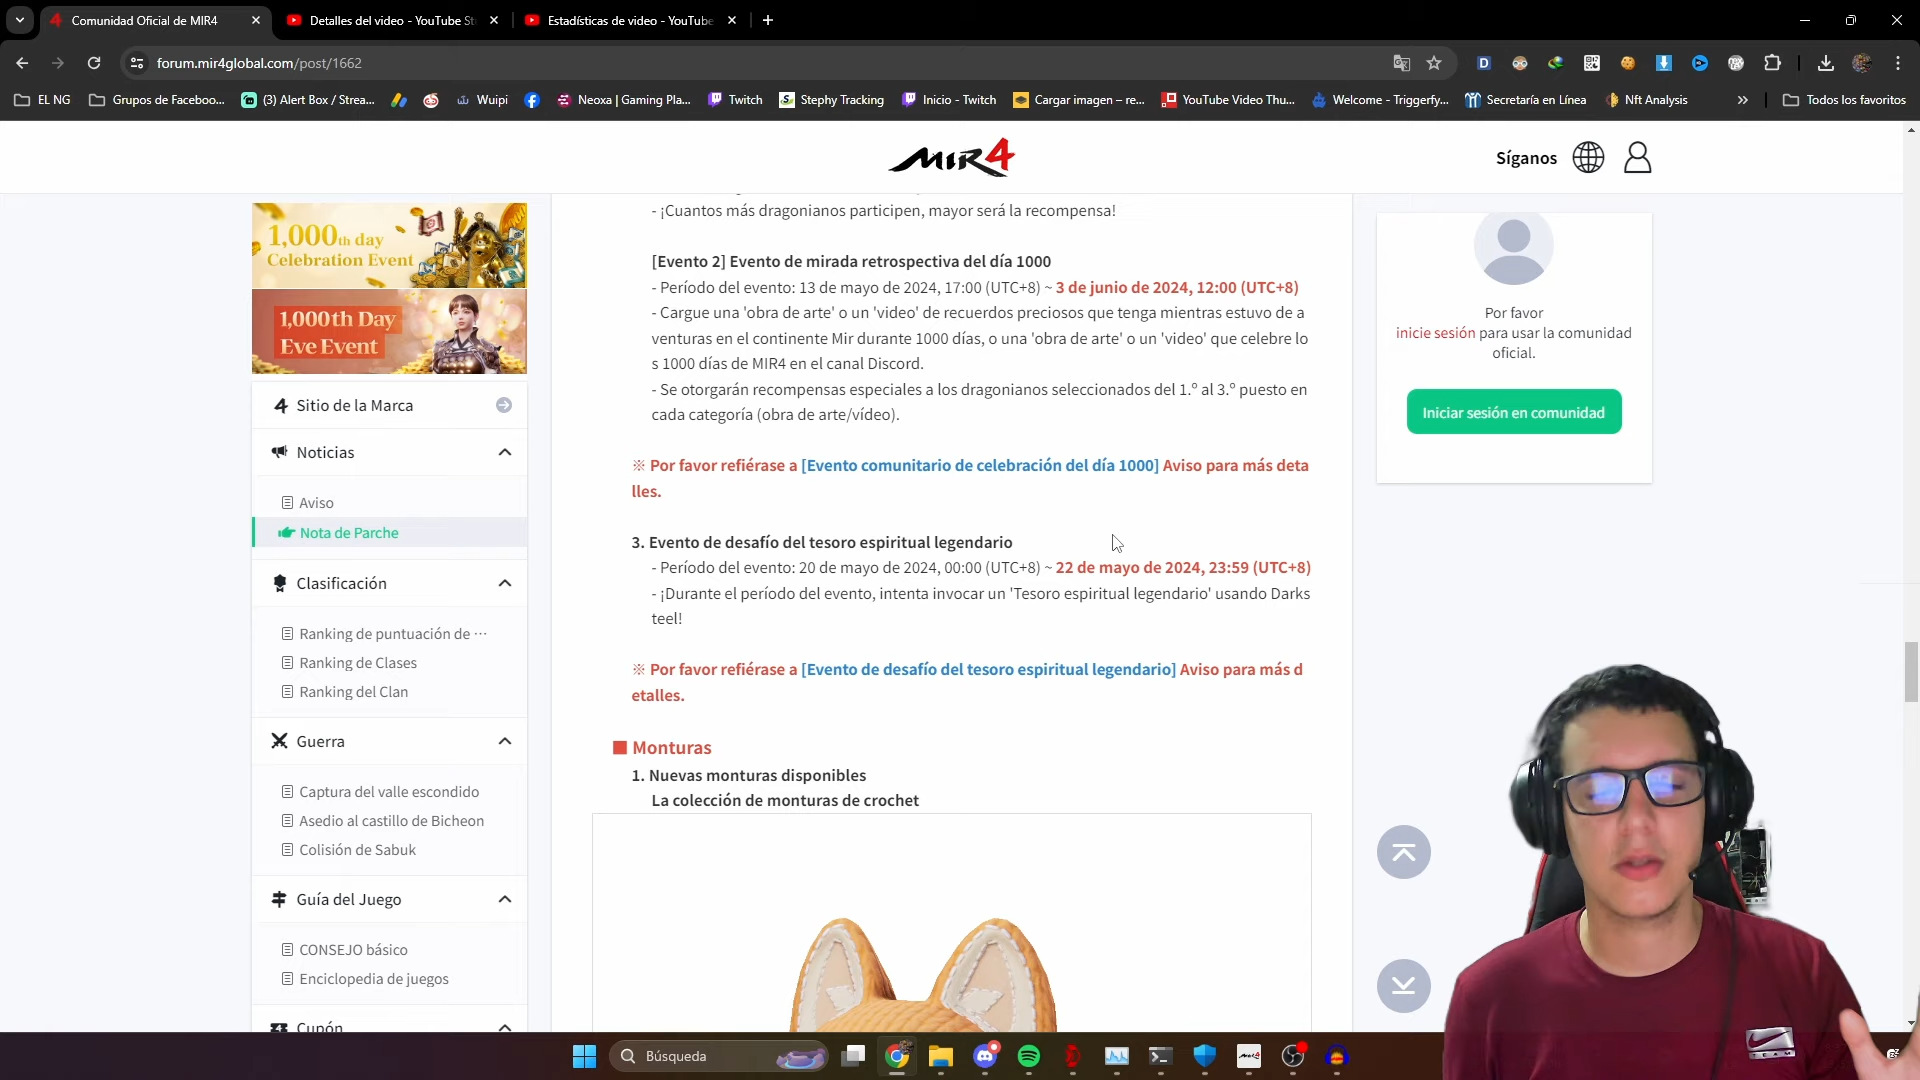 Comunidad Oficial de MIR4
Detalles del video - YouTube St
Estadísticas de video - YouTube
forum.mir4global.com/post/1662
EL NG
Grupos de Faceboo...
(3) Alert Box / Strea...
Wuipi
Neoxa | Gaming Pla...
Twitch
Stephy Tracking
Inicio - Twitch
Cargar imagen – re...
YouTube Video Thu...
Welcome - Triggerfy...
Secretaría en Línea
Nft Analysis
Todos los favoritos
MIR4
Síganos
1,000th day
Celebration Event
1,000th Day
Eve Event
Sitio de la Marca
Noticias
Aviso
Nota de Parche
Clasificación
Ranking de puntuación de ···
Ranking de Clases
Ranking del Clan
Guerra
Captura del valle escondido
Asedio al castillo de Bicheon
Colisión de Sabuk
Guía del Juego
CONSEJO básico
Enciclopedia de juegos
Cupón
- ¡Cuantos más dragonianos participen, mayor será la recompensa!
[Evento 2] Evento de mirada retrospectiva del día 1000
- Período del evento: 13 de mayo de 2024, 17:00 (UTC+8) ~ 3 de junio de 2024, 12:00 (UTC+8)
- Cargue una 'obra de arte' o un 'video' de recuerdos preciosos que tenga mientras estuvo de a
venturas en el continente Mir durante 1000 días, o una 'obra de arte' o un 'video' que celebre lo
s 1000 días de MIR4 en el canal Discord.
- Se otorgarán recompensas especiales a los dragonianos seleccionados del 1.º al 3.º puesto en
cada categoría (obra de arte/vídeo).
※ Por favor refiérase a [Evento comunitario de celebración del día 1000] Aviso para más deta
lles.
3. Evento de desafío del tesoro espiritual legendario
- Período del evento: 20 de mayo de 2024, 00:00 (UTC+8) ~ 22 de mayo de 2024, 23:59 (UTC+8)
- ¡Durante el período del evento, intenta invocar un 'Tesoro espiritual legendario' usando Darks
teel!
※ Por favor refiérase a [Evento de desafío del tesoro espiritual legendario] Aviso para más d
etalles.
■ Monturas
1. Nuevas monturas disponibles
La colección de monturas de crochet
Por favor
inicie sesión para usar la comunidad
oficial.
Iniciar sesión en comunidad
Búsqueda
TEAM